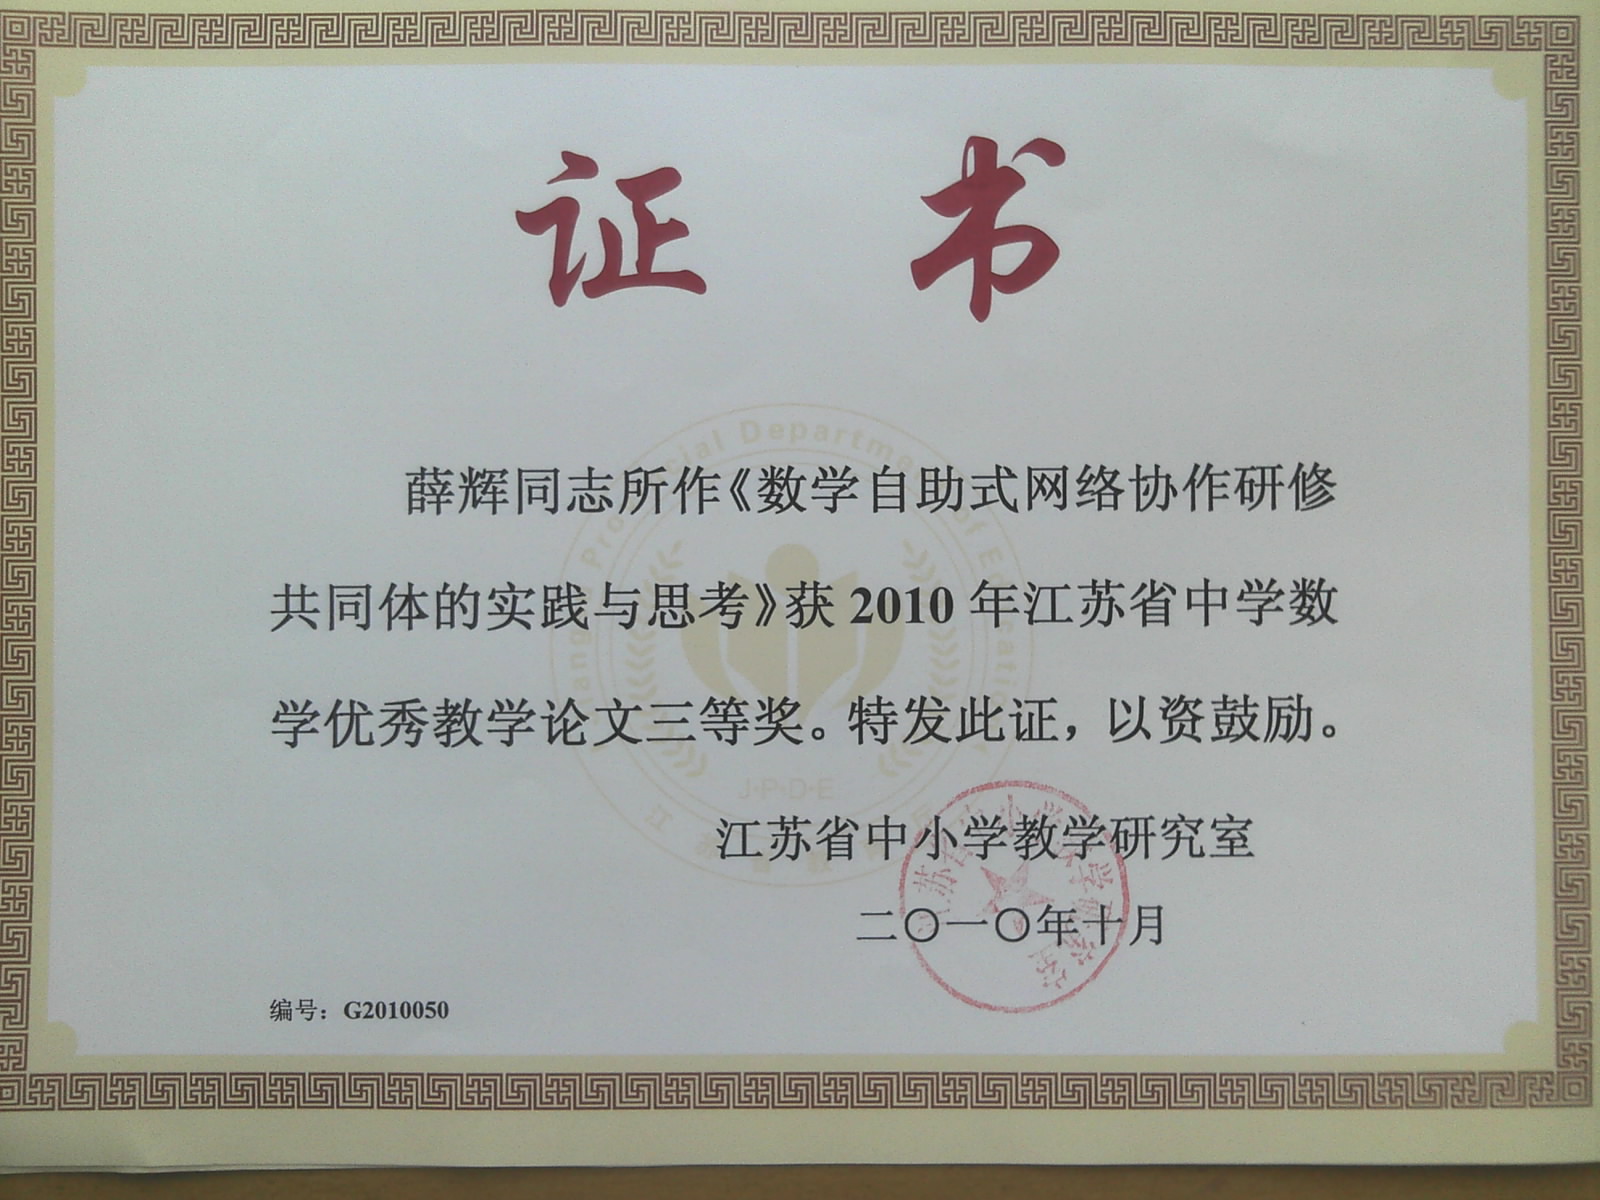 证 书
薛辉同志所作《数学自助式网络协作研修
共同体的实践与思考》获 2010 年江苏省中学数
学优秀教学论文三等奖。特发此证，以资鼓励。
J·P·D·E
江苏省中小学教学研究室
二〇一〇年十月
编号：G2010050